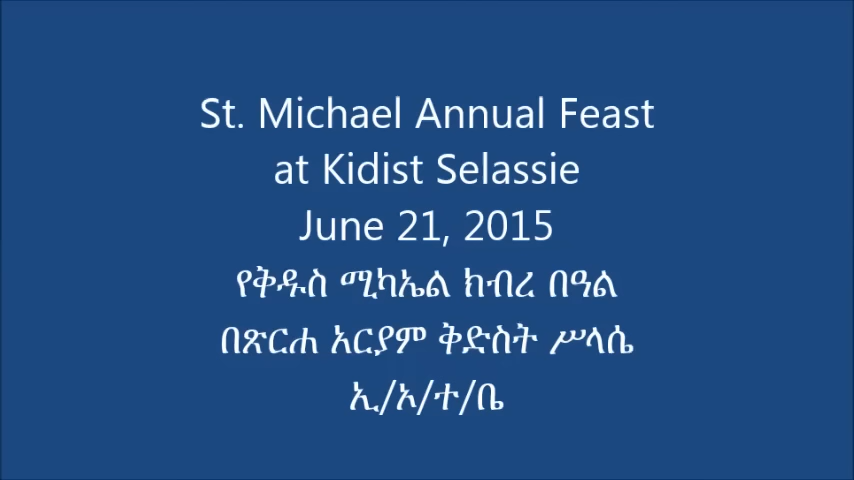 St. Michael Annual Feast
at Kidist Selassie
June 21, 2015
የቅዱስ ሚካኤል ክብረ በዓል
በጽርሐ አርያም ቅድስት ሥላሴ
ኢ/ኦ/ተ/ቤ